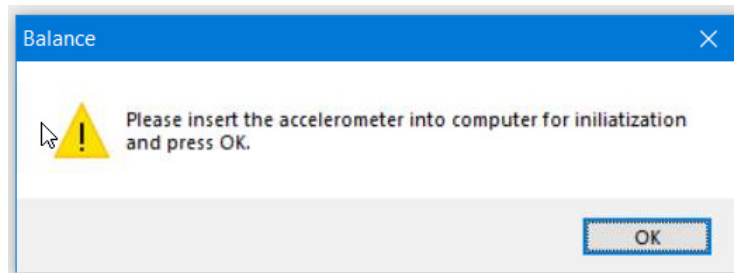 Balance
Please insert the accelerometer into computer for iniliatization
and press OK.
OK